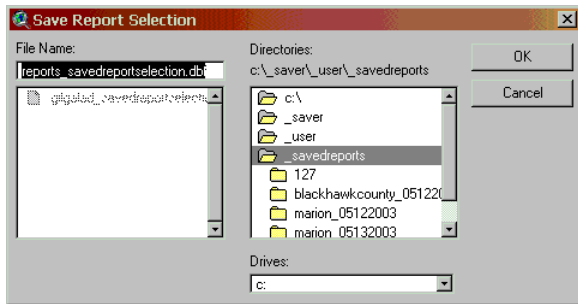 Save Report Selection
File Name:
reports_savedreportselection.dbf
Directories:
c:\_saver\_user\_savedreports
OK
Cancel
c:\
_saver
_user
_savedreports
127
blackhawkcounty_05122
marion_05122003
marion_05132003
Drives:
c: